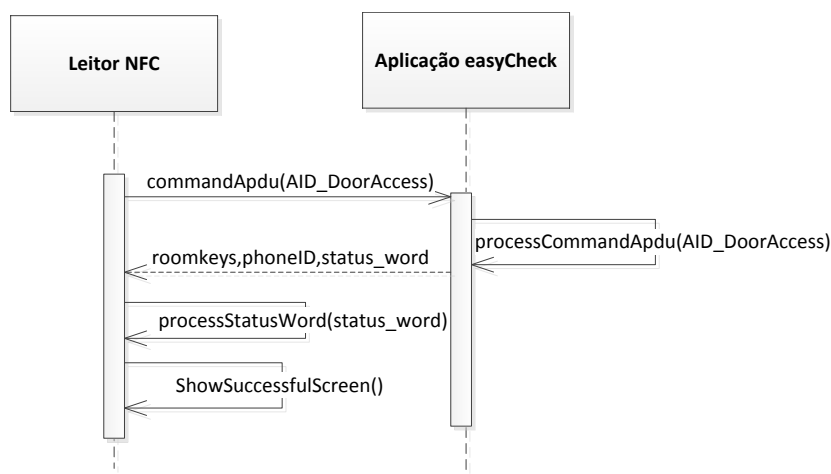 Leitor NFC
Aplicação easyCheck
commandApdu(AID_DoorAccess)
processCommandApdu(AID_DoorAccess)
roomkeys,phoneID,status_word
processStatusWord(status_word)
ShowSuccessfulScreen()